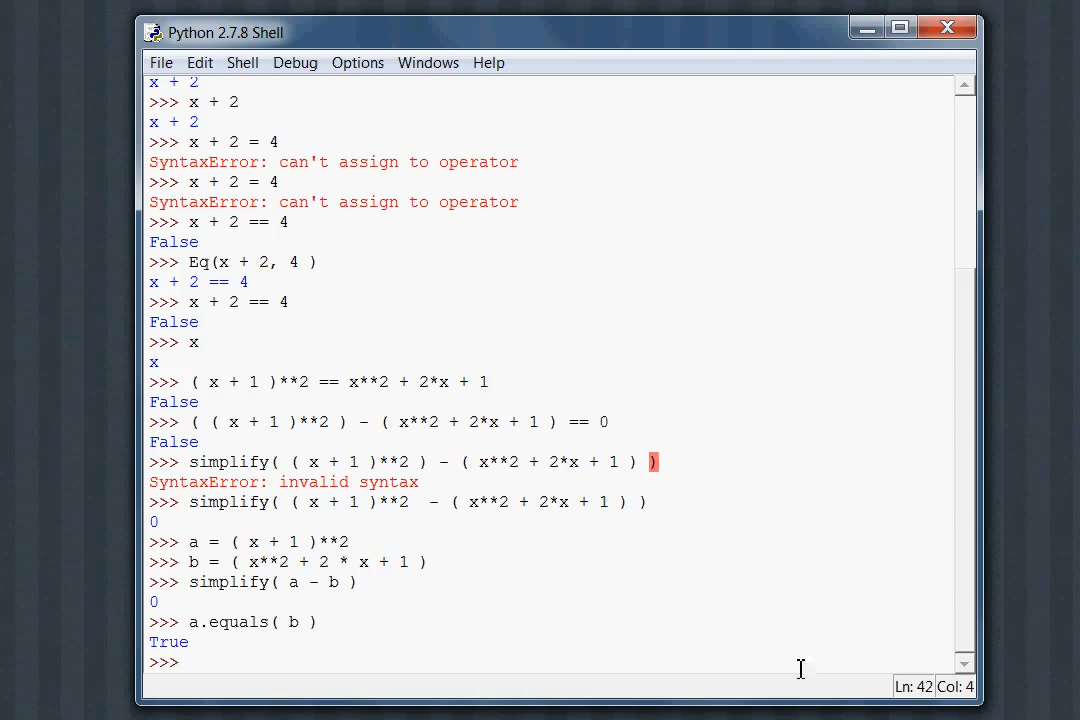 Python 2.7.8 Shell
File Edit Shell Debug Options Windows Help
x + 2
>>> x + 2
x + 2
>>> x + 2 = 4
SyntaxError: can't assign to operator
>>> x + 2 = 4
SyntaxError: can't assign to operator
>>> x + 2 == 4
False
>>> Eq(x + 2, 4 )
x + 2 == 4
>>> x + 2 == 4
False
>>> x
x
>>> ( x + 1 )**2 == x**2 + 2*x + 1
False
>>> ( ( x + 1 )**2 ) - ( x**2 + 2*x + 1 ) == 0
False
>>> simplify( ( x + 1 )**2 ) - ( x**2 + 2*x + 1 ) )
SyntaxError: invalid syntax
>>> simplify( ( x + 1 )**2  - ( x**2 + 2*x + 1 ) )
0
>>> a = ( x + 1 )**2
>>> b = ( x**2 + 2 * x + 1 )
>>> simplify( a - b )
0
>>> a.equals( b )
True
>>>
Ln: 42 Col: 4